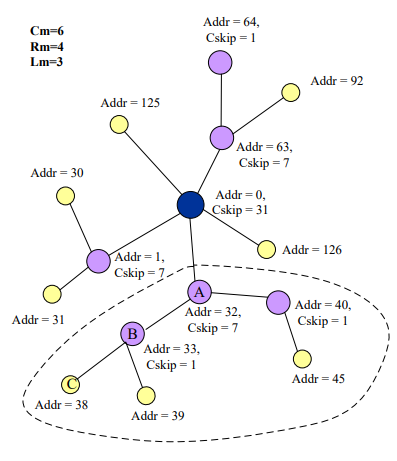 Cm=6
Rm=4
Lm=3
Addr = 64,
Cskip = 1
Addr = 92
Addr = 125
Addr = 63,
Cskip = 7
Addr = 30
Addr = 0,
Cskip = 31
Addr = 126
Addr = 1,
Cskip = 7
Addr = 31
A
Addr = 32,
Cskip = 7
Addr = 40,
Cskip = 1
B
Addr = 33,
Cskip = 1
Addr = 45
C
Addr = 38
Addr = 39